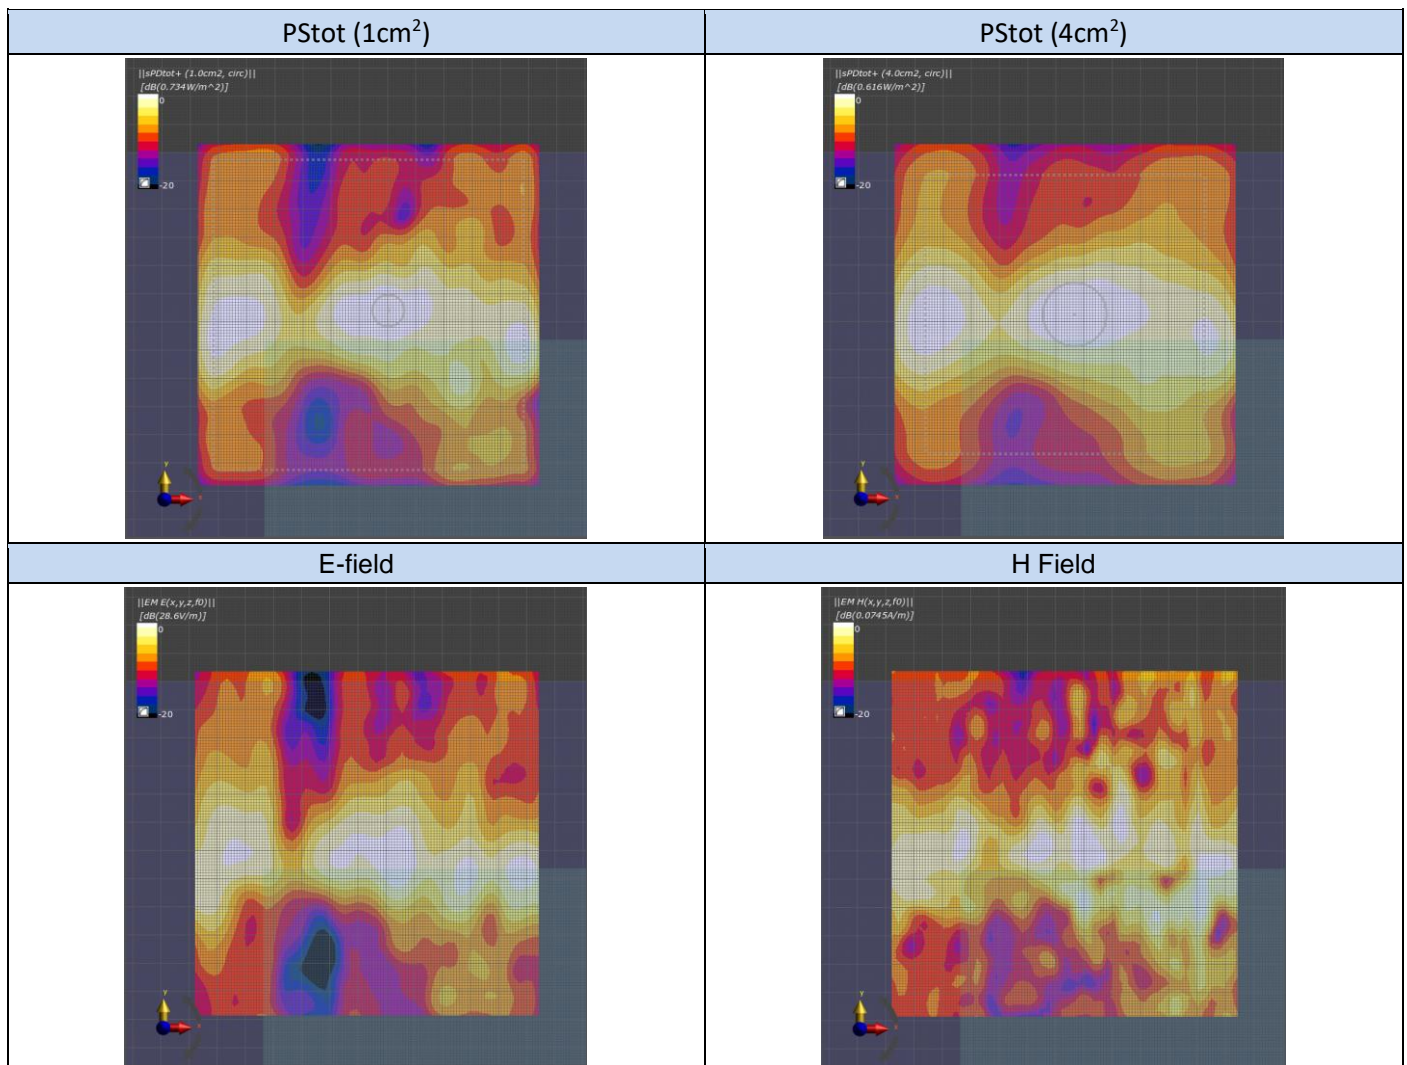 PStot (1cm²)
PStot (4cm²)
||sPDtot+ (1.0cm2, circ)||
[dB(0.734W/m^2)]
0
-20
Y
X
||sPDtot+ (4.0cm2, circ)||
[dB(0.616W/m^2)]
0
-20
Y
X
E-field
H Field
||EM E(x,y,z,f0)||
[dB(28.6V/m)]
0
-20
Y
X
||EM H(x,y,z,f0)||
[dB(0.0745A/m)]
0
-20
Y
X